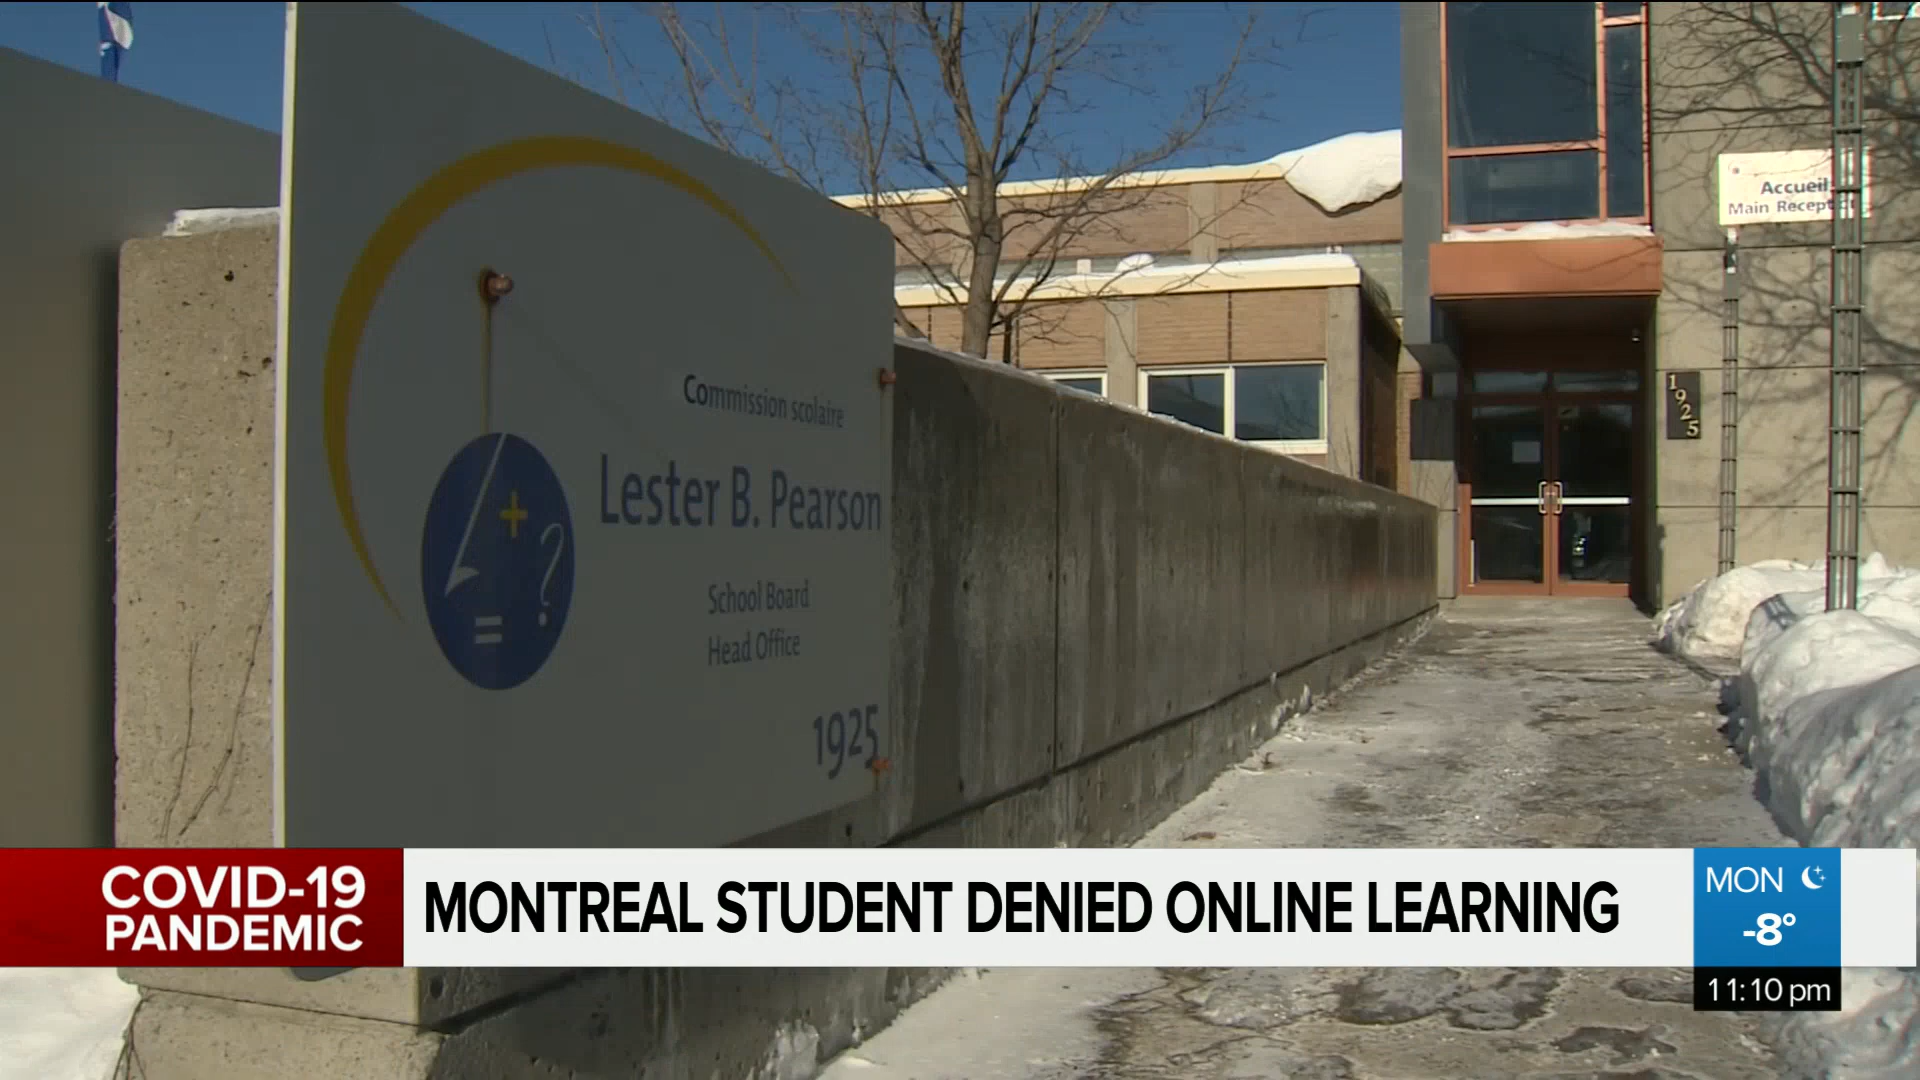 Commission scolaire
Lester B. Pearson
School Board
Head Office
1925
Accueil
Main Reception
1925
COVID-19
PANDEMIC
MONTREAL STUDENT DENIED ONLINE LEARNING
MON
-8°
11:10 pm